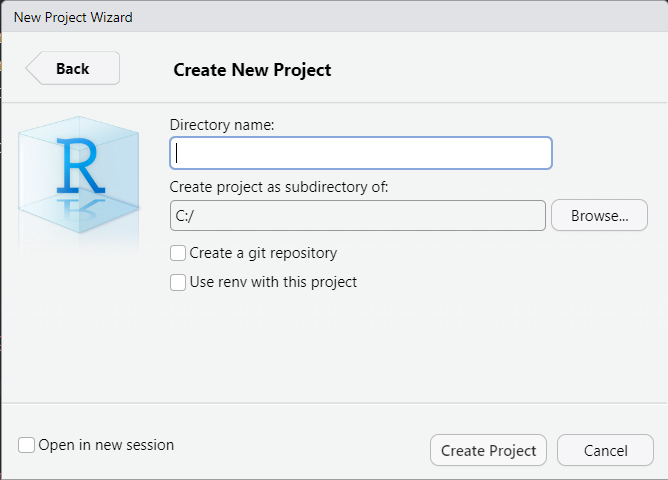 New Project Wizard
Back
Create New Project
R
Directory name:
Create project as subdirectory of:
C:/
Browse...
Create a git repository
Use renv with this project
Open in new session
Create Project
Cancel